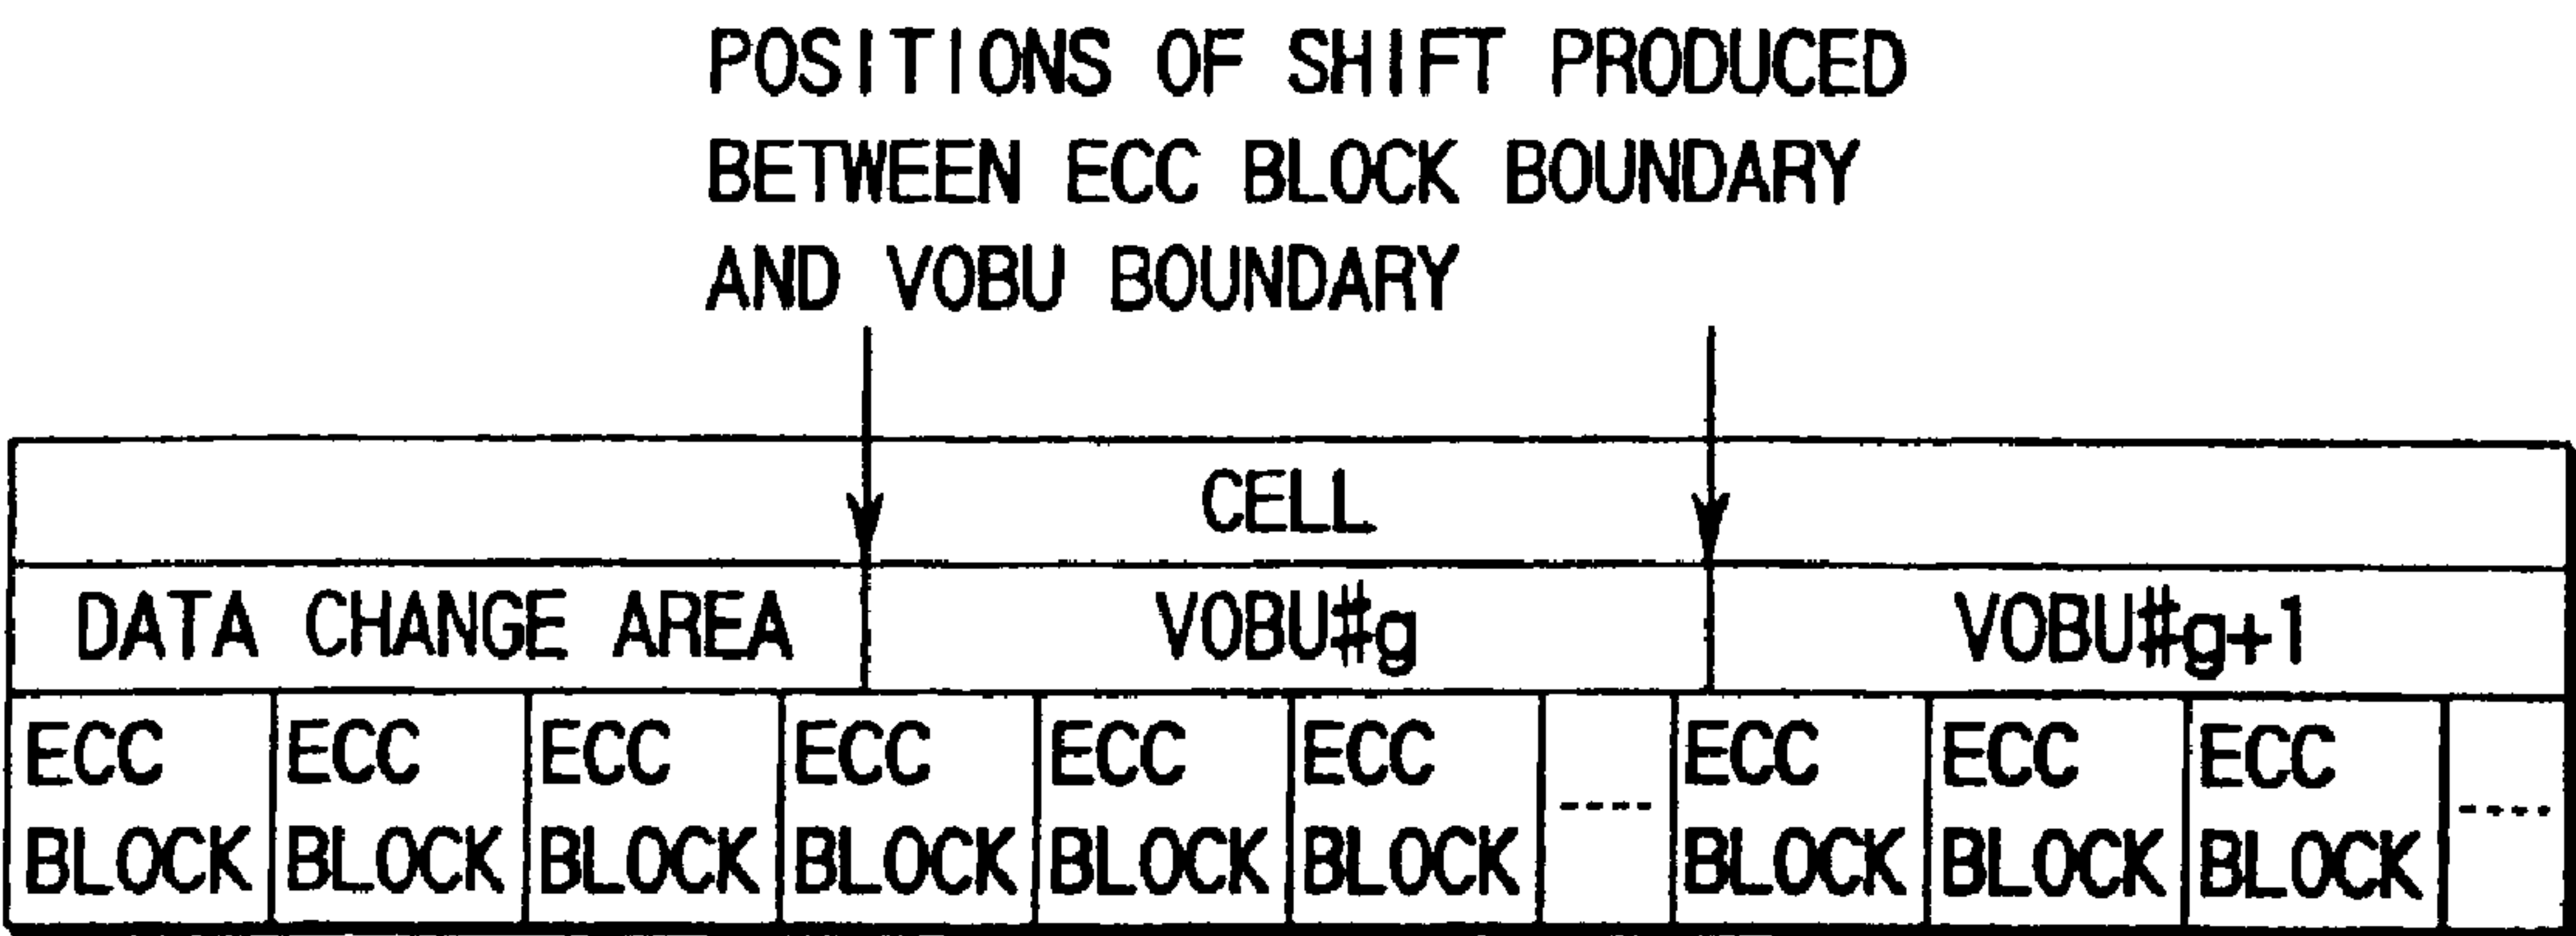 POSITIONS OF SHIFT PRODUCED
BETWEEN ECC BLOCK BOUNDARY
AND VOBU BOUNDARY
CELL
DATA CHANGE AREA VOBU#g VOBU#g+1
ECC ECC ECC ECC ECC ECC ---- ECC ECC ECC ----
BLOCK BLOCK BLOCK BLOCK BLOCK BLOCK BLOCK BLOCK BLOCK